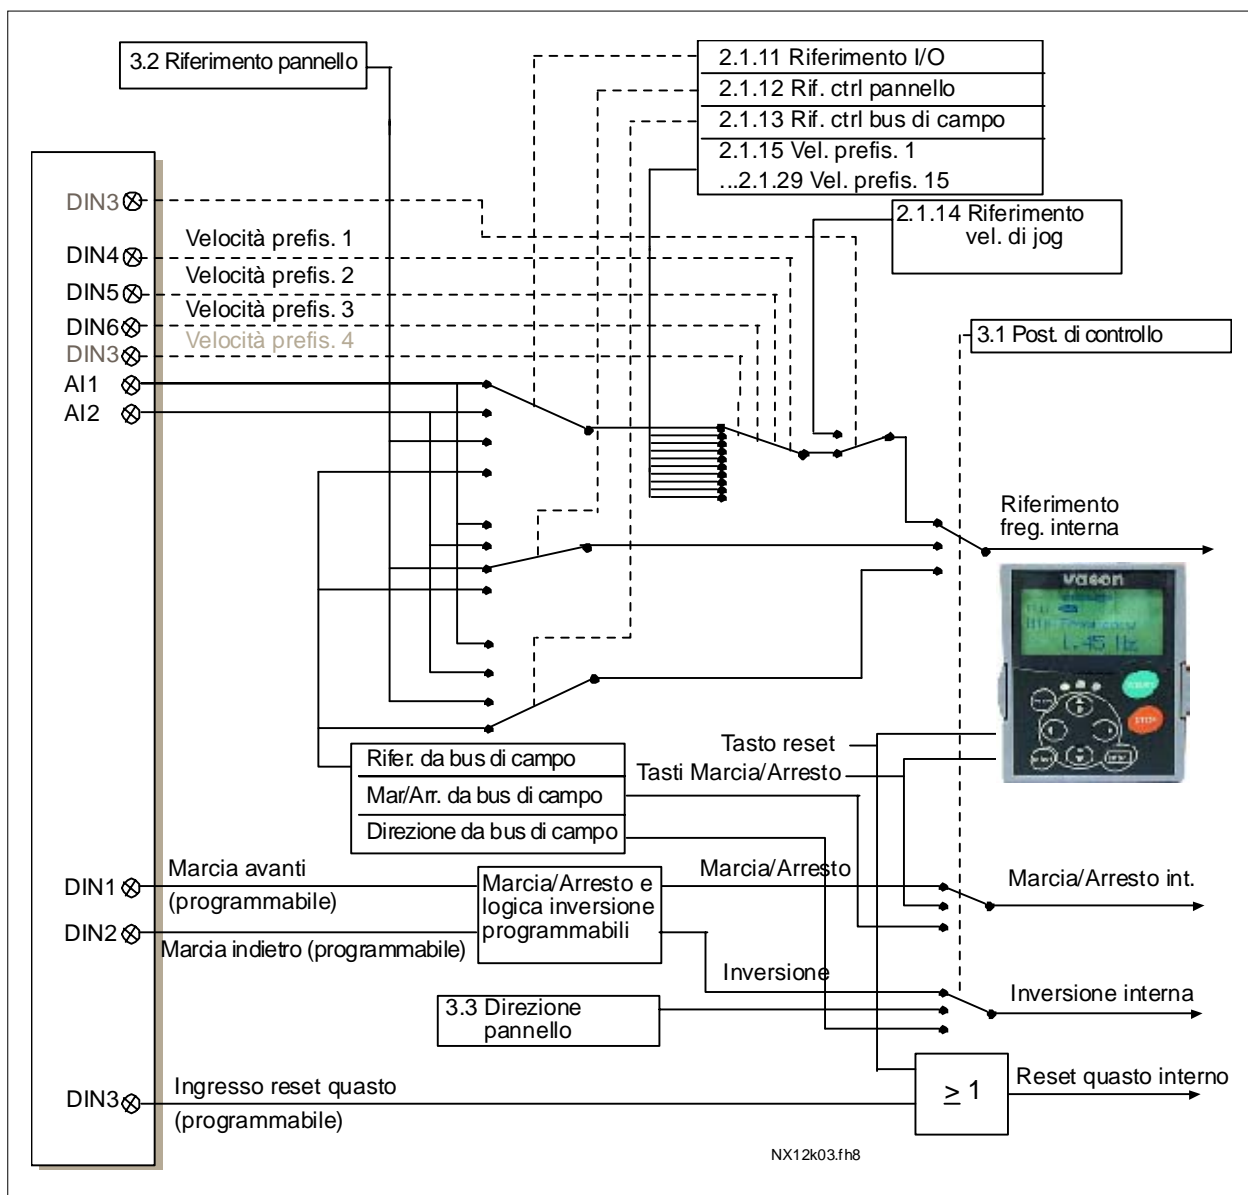 3.2 Riferimento pannello
2.1.11 Riferimento I/O
2.1.12 Rif. ctrl pannello
2.1.13 Rif. ctrl bus di campo
2.1.15 Vel. prefis. 1
...2.1.29 Vel. prefis. 15
2.1.14 Riferimento
vel. di jog
DIN3
Velocità prefis. 1
DIN4
Velocità prefis. 2
DIN5
Velocità prefis. 3
DIN6
Velocità prefis. 4
DIN3
AI1
AI2
3.1 Post. di controllo
Riferimento
freg. interna
vacon
1.45 Hz
STOP
Tasto reset
Tasti Marcia/Arresto
Rifer. da bus di campo
Mar/Arr. da bus di campo
Direzione da bus di campo
DIN1
Marcia avanti
(programmabile)
DIN2
Marcia indietro (programmabile)
Marcia/Arresto e
logica inversione
programmabili
Marcia/Arresto
Marcia/Arresto int.
Inversione
Inversione interna
3.3 Direzione
pannello
DIN3
Ingresso reset quasto
(programmabile)
≥ 1
Reset quasto interno
NX12k03.fh8